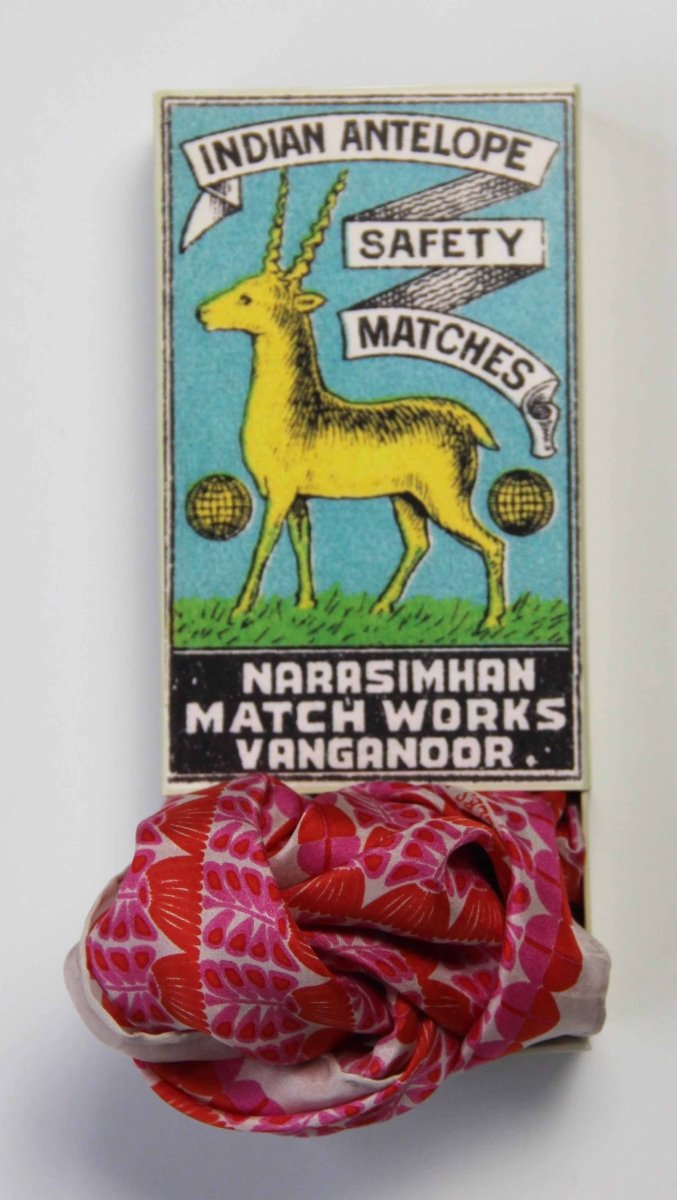 INDIAN ANTELOPE
SAFETY
MATCHES
NARASIMHAN
MATCH WORKS
VANGANOOR.